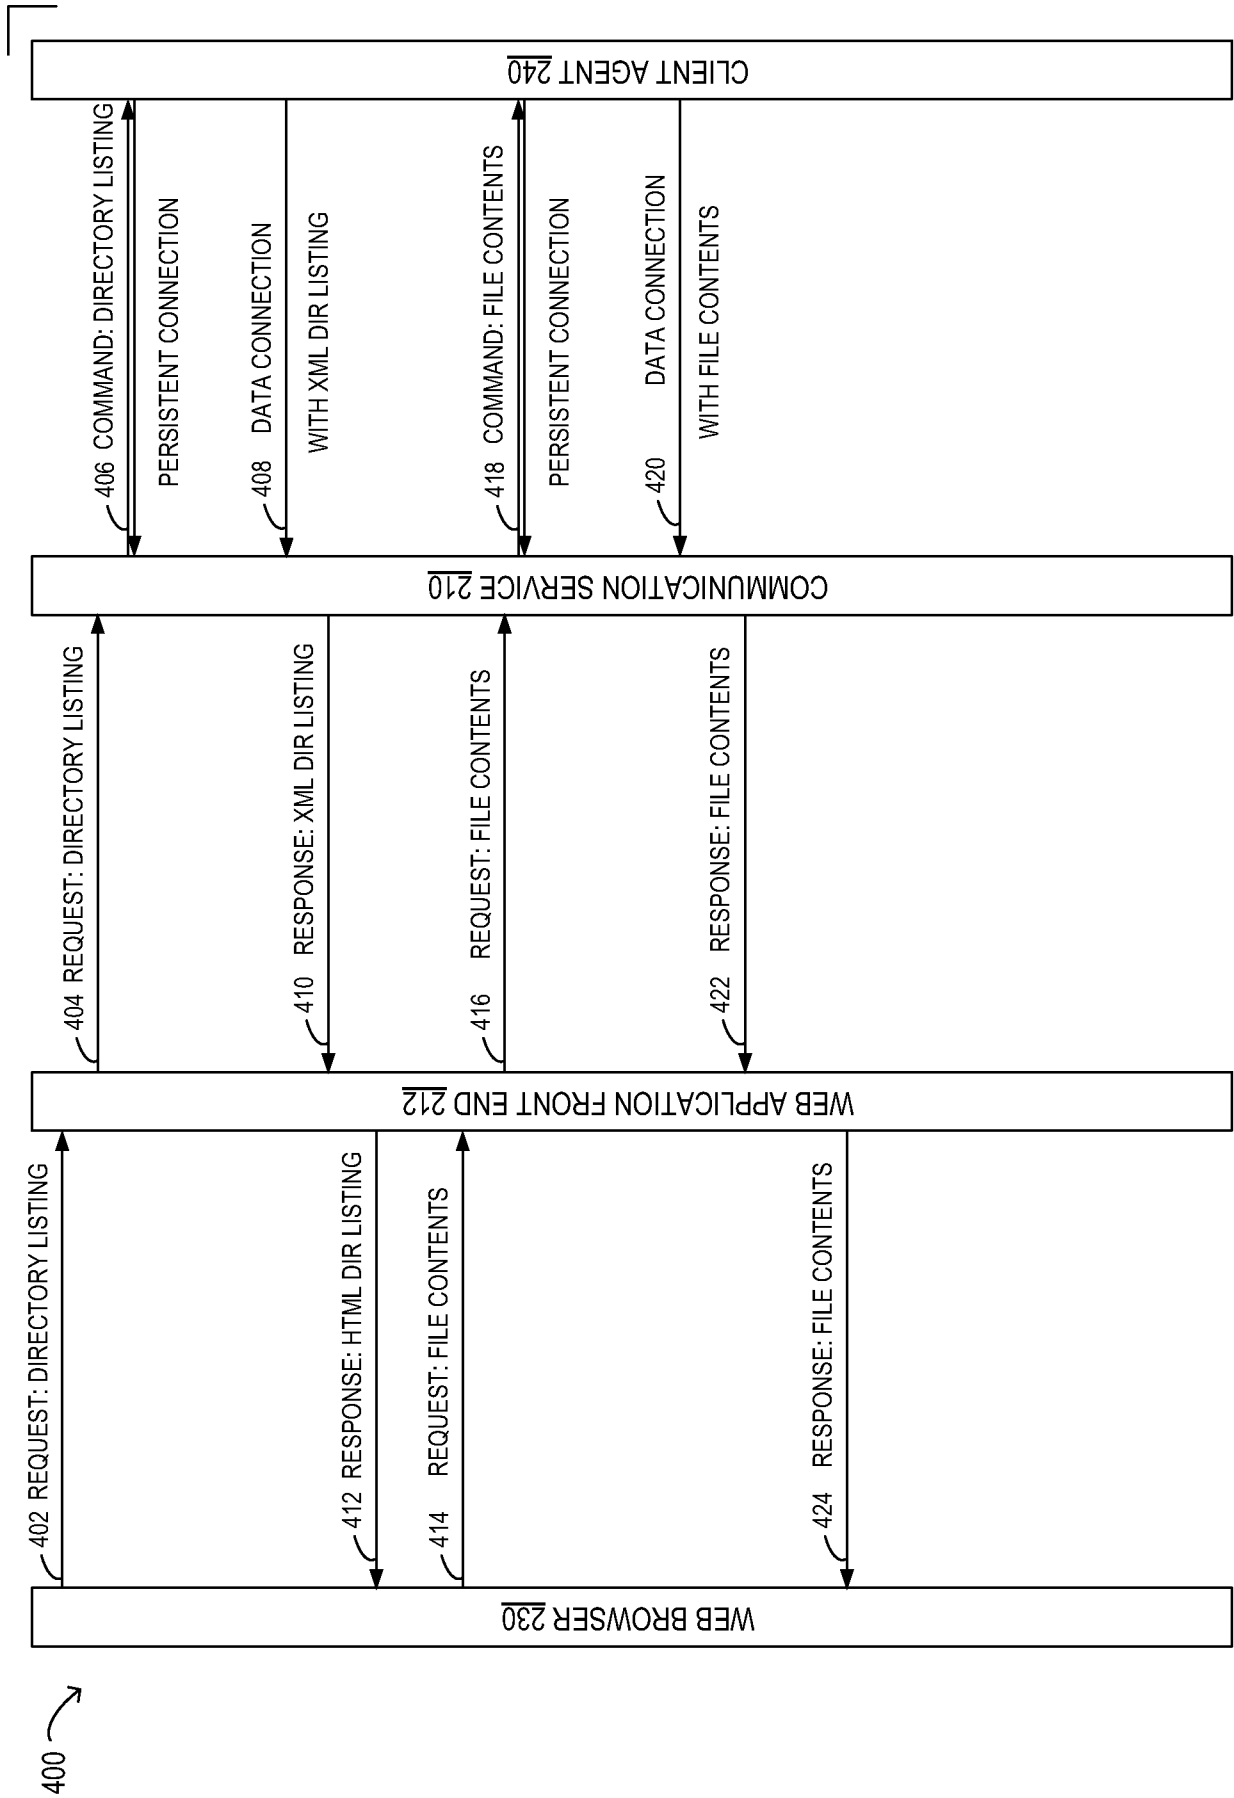 400
WEB BROWSER 230
WEB APPLICATION FRONT END 212
COMMUNICATION SERVICE 210
CLIENT AGENT 240
402 REQUEST: DIRECTORY LISTING
404 REQUEST: DIRECTORY LISTING
406 COMMAND: DIRECTORY LISTING
PERSISTENT CONNECTION
408 DATA CONNECTION
WITH XML DIR LISTING
410 RESPONSE: XML DIR LISTING
412 RESPONSE: HTML DIR LISTING
414 REQUEST: FILE CONTENTS
416 REQUEST: FILE CONTENTS
418 COMMAND: FILE CONTENTS
PERSISTENT CONNECTION
420 DATA CONNECTION
WITH FILE CONTENTS
422 RESPONSE: FILE CONTENTS
424 RESPONSE: FILE CONTENTS